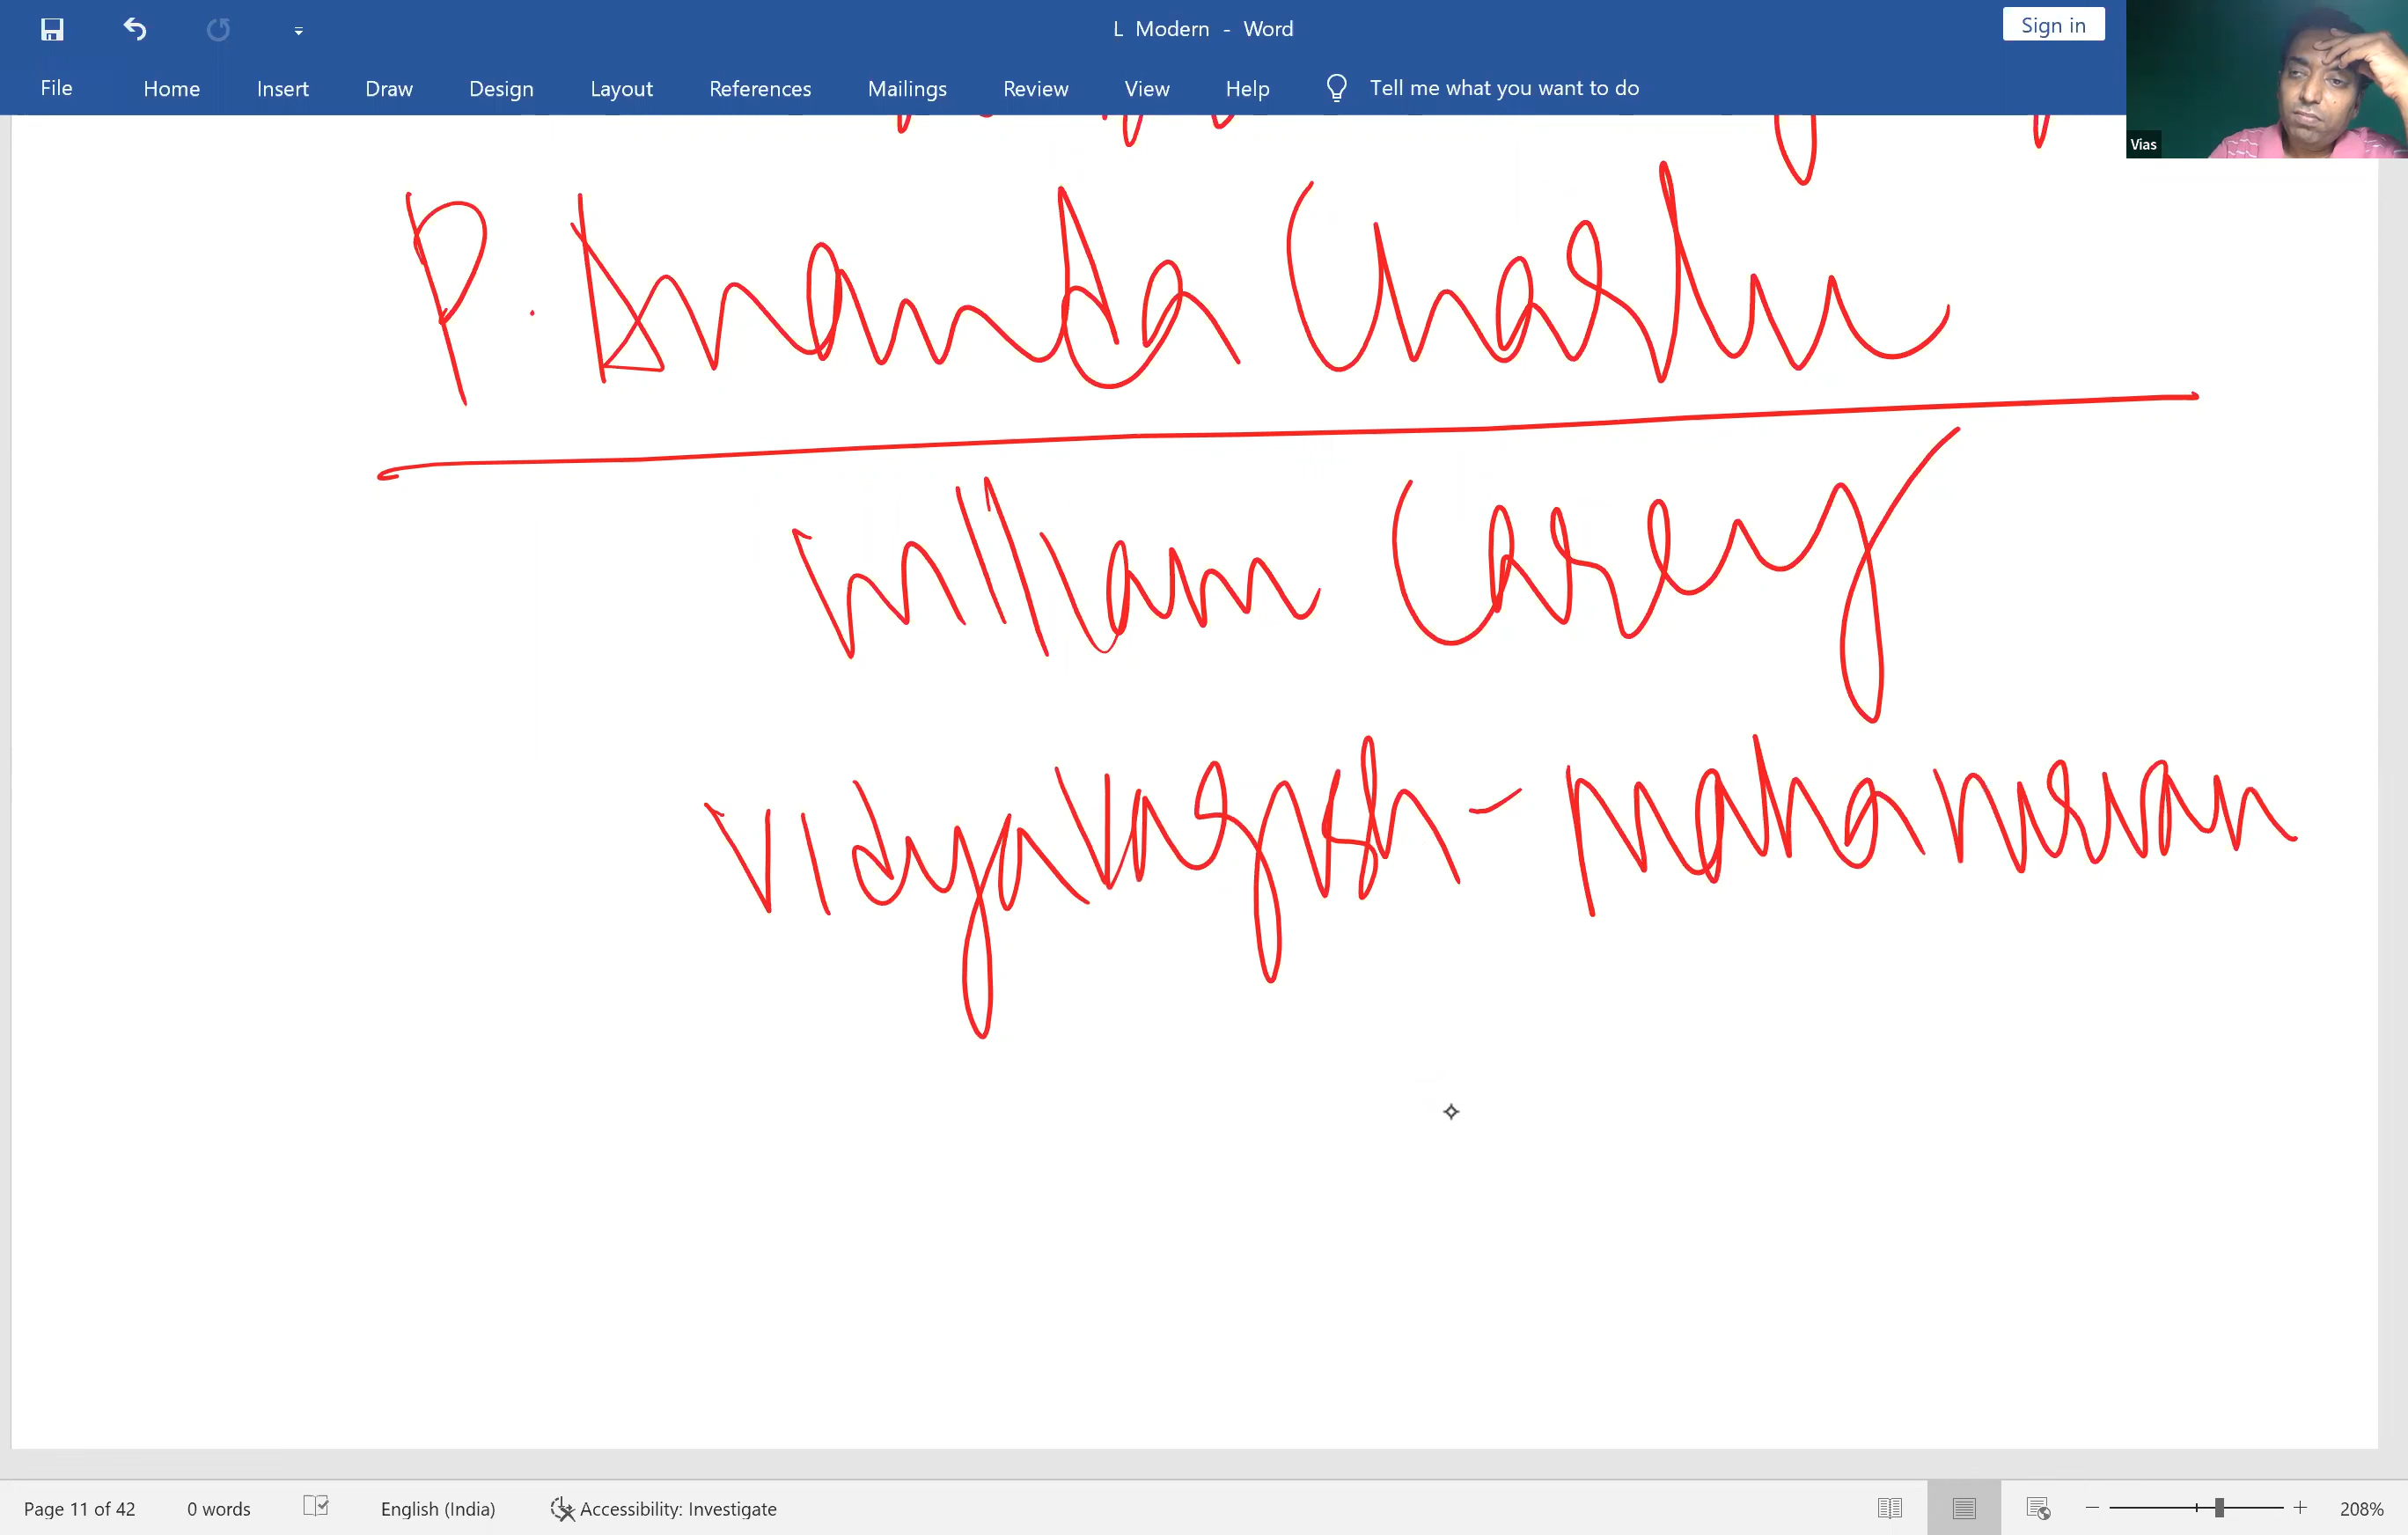 L Modern - Word
Sign in
File Home Insert Draw Design Layout References Mailings Review View Help Tell me what you want to do
Vias
P. Ananda Charlu
William Carey
Vidyavagish - Maharnavam
Page 11 of 42 0 words English (India) Accessibility: Investigate 208%